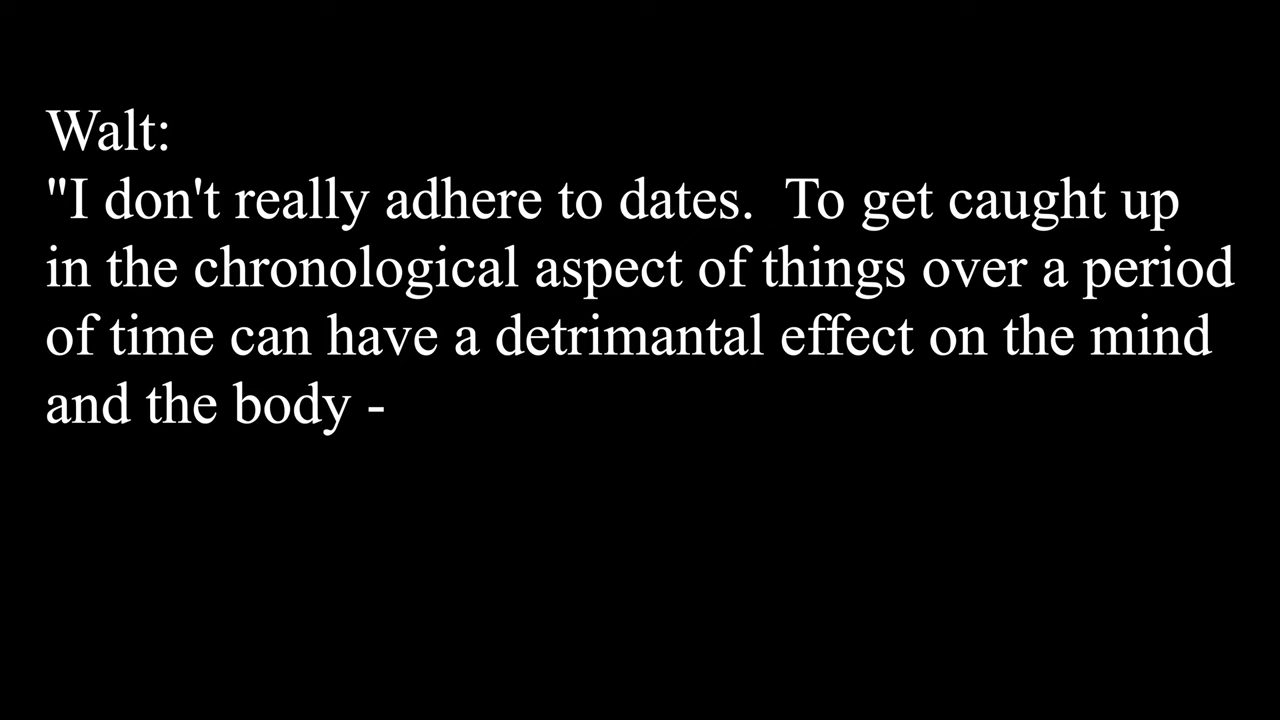 Walt:
"I don't really adhere to dates.  To get caught up
in the chronological aspect of things over a period
of time can have a detrimantal effect on the mind
and the body -